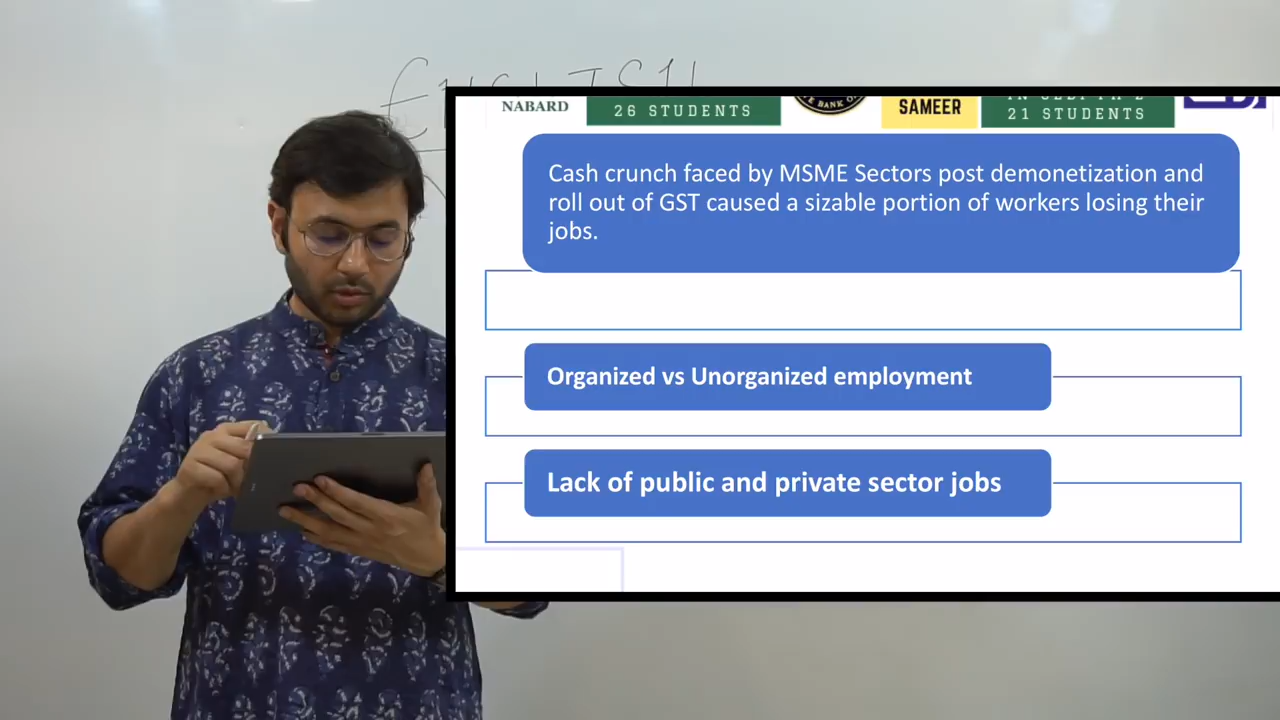 ENGLISH
NABARD
26 STUDENTS
SAMEER
21 STUDENTS
Cash crunch faced by MSME Sectors post demonetization and
roll out of GST caused a sizable portion of workers losing their
jobs.
Organized vs Unorganized employment
Lack of public and private sector jobs